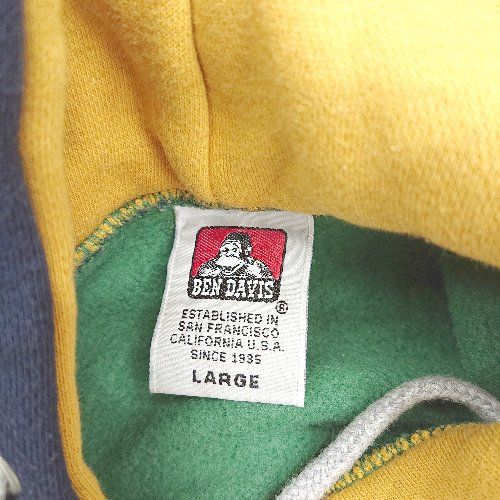 BEN DAVIS
®
ESTABLISHED IN
SAN FRANCISCO
CALIFORNIA U.S.A.
SINCE 1935
LARGE